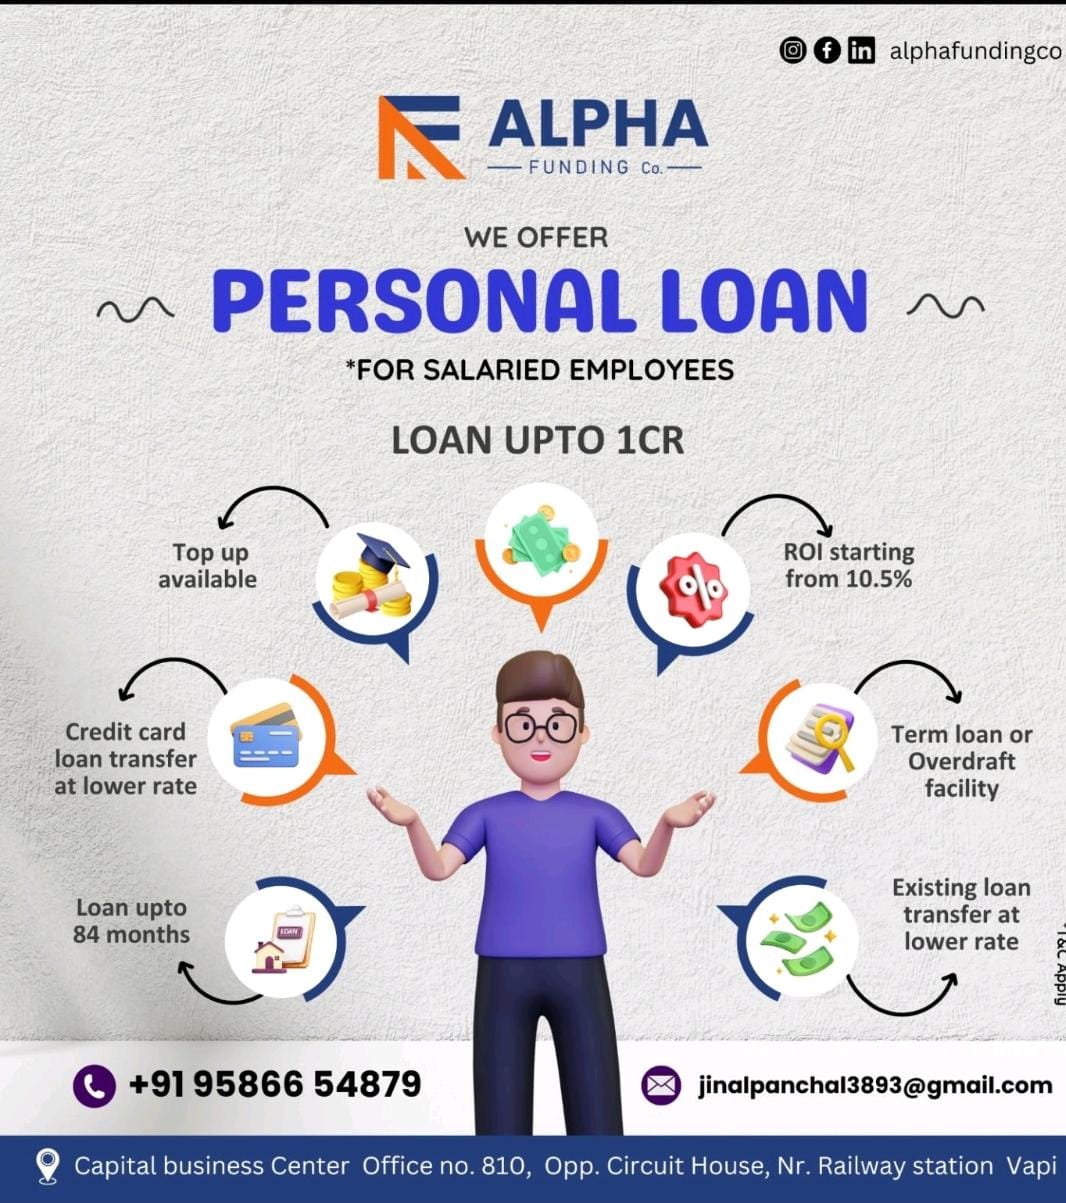 alphafundingco
ALPHA
FUNDING Co.
WE OFFER
PERSONAL LOAN
*FOR SALARIED EMPLOYEES
LOAN UPTO 1CR
Top up
available
ROI starting
from 10.5%
Credit card
loan transfer
at lower rate
Term loan or
Overdraft
facility
Loan upto
84 months
LOAN
Existing loan
transfer at
lower rate
*T&C Apply
+91 95866 54879
jinalpanchal3893@gmail.com
Capital business Center Office no. 810, Opp. Circuit House, Nr. Railway station Vapi